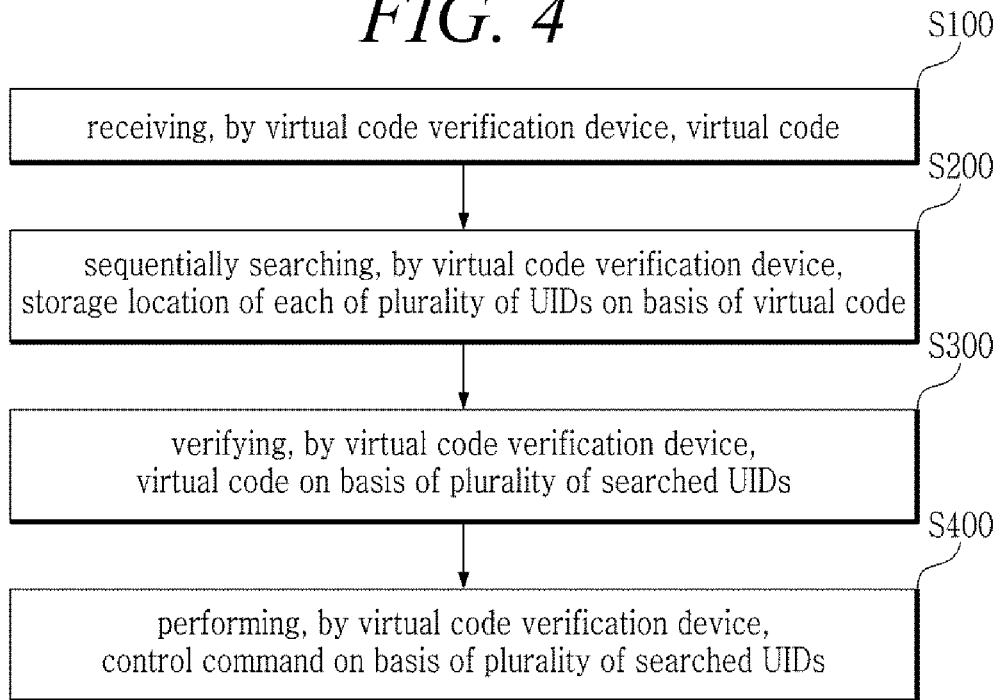 FIG. 4
S100
receiving, by virtual code verification device, virtual code
S200
sequentially searching, by virtual code verification device,
storage location of each of plurality of UIDs on basis of virtual code
S300
verifying, by virtual code verification device,
virtual code on basis of plurality of searched UIDs
S400
performing, by virtual code verification device,
control command on basis of plurality of searched UIDs